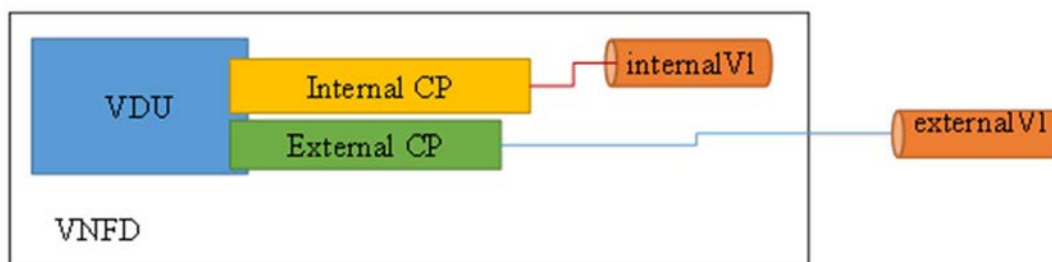 VDU
Internal CP
internalVl
External CP
externalVl
VNFD